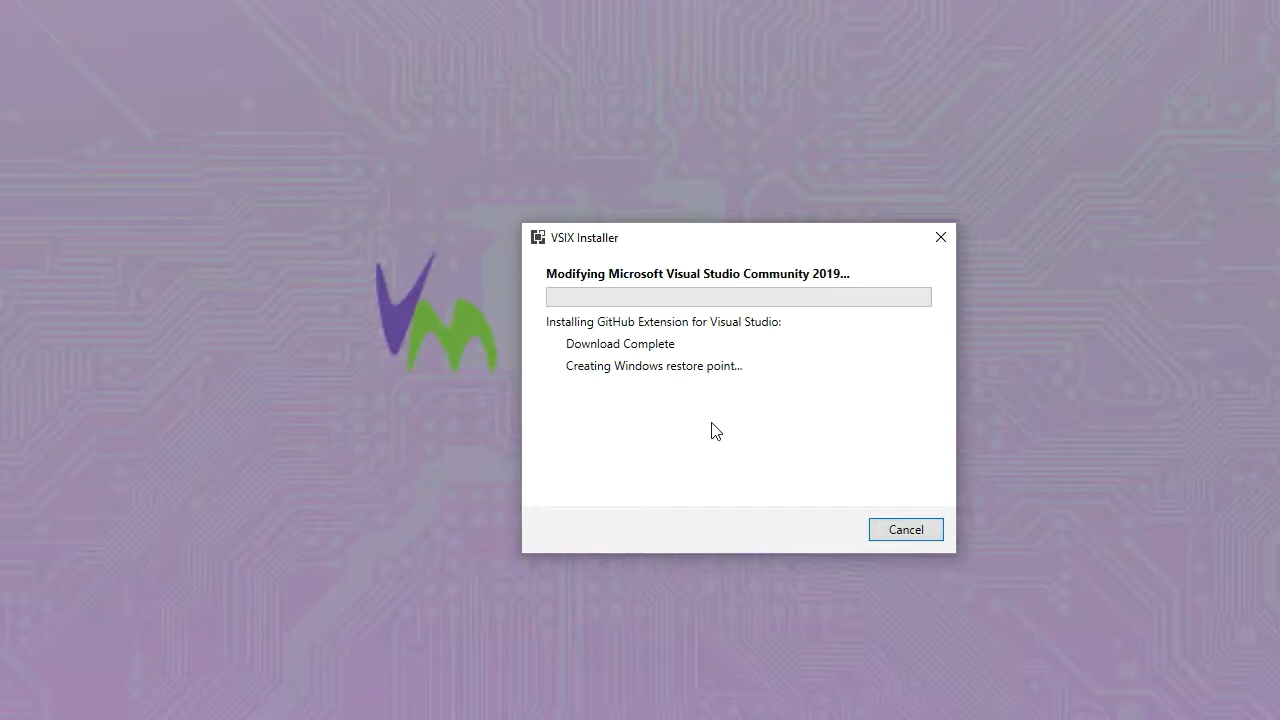 VSIX Installer
Modifying Microsoft Visual Studio Community 2019...
Installing GitHub Extension for Visual Studio:
Download Complete
Creating Windows restore point...
VM
Cancel